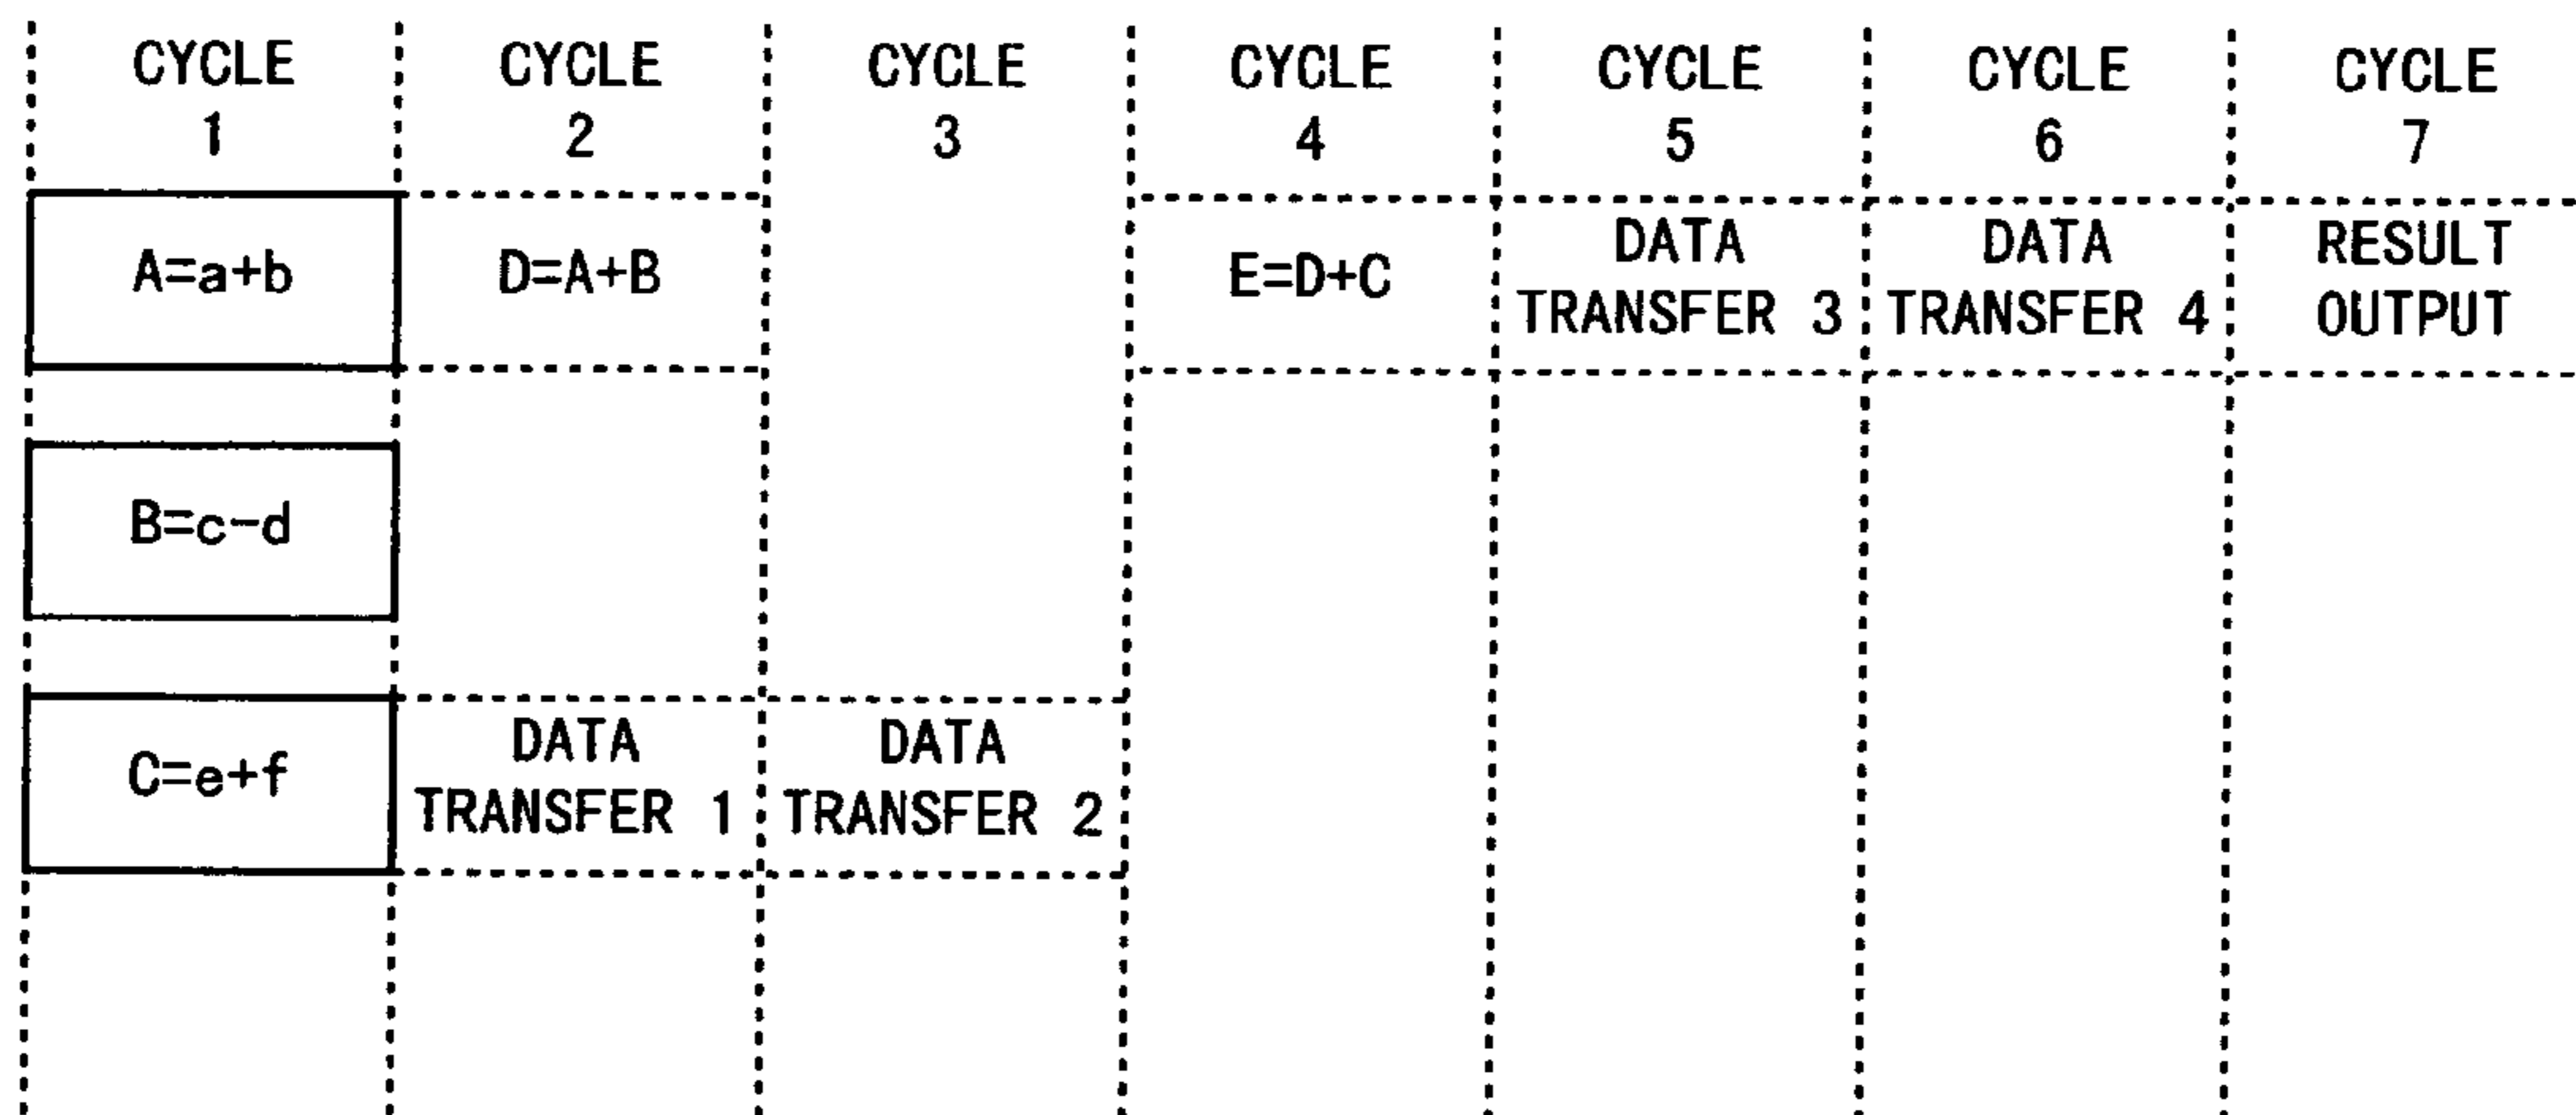 CYCLE
1
CYCLE
2
CYCLE
3
CYCLE
4
CYCLE
5
CYCLE
6
CYCLE
7
A=a+b
D=A+B
E=D+C
DATA
TRANSFER 3
DATA
TRANSFER 4
RESULT
OUTPUT
B=c-d
C=e+f
DATA
TRANSFER 1
DATA
TRANSFER 2